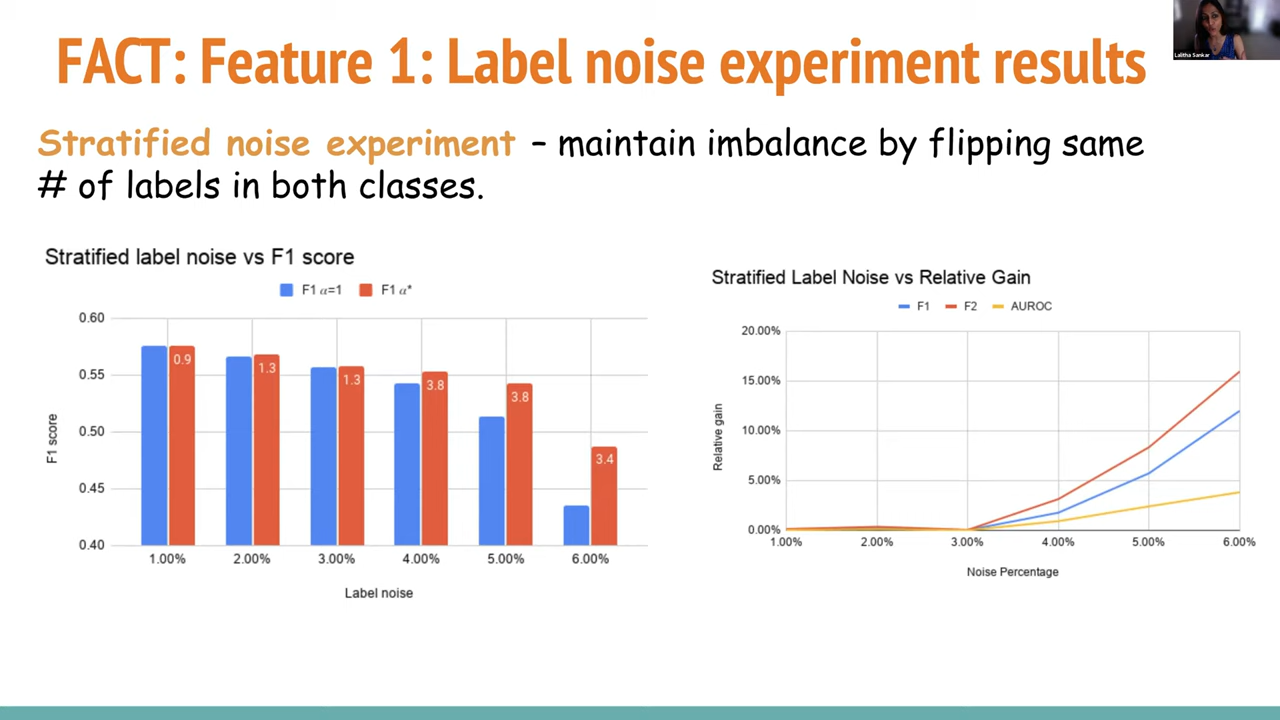 FACT: Feature 1: Label noise experiment results
Lalitha Sankar
Stratified noise experiment – maintain imbalance by flipping same
# of labels in both classes.
Stratified label noise vs F1 score
F1 α=1 F1 α*
F1 score
0.60
0.55
0.50
0.45
0.40
0.9
1.3
1.3
3.8
3.8
3.4
1.00% 2.00% 3.00% 4.00% 5.00% 6.00%
Label noise
Stratified Label Noise vs Relative Gain
F1 F2 AUROC
Relative gain
20.00%
15.00%
10.00%
5.00%
0.00%
1.00% 2.00% 3.00% 4.00% 5.00% 6.00%
Noise Percentage